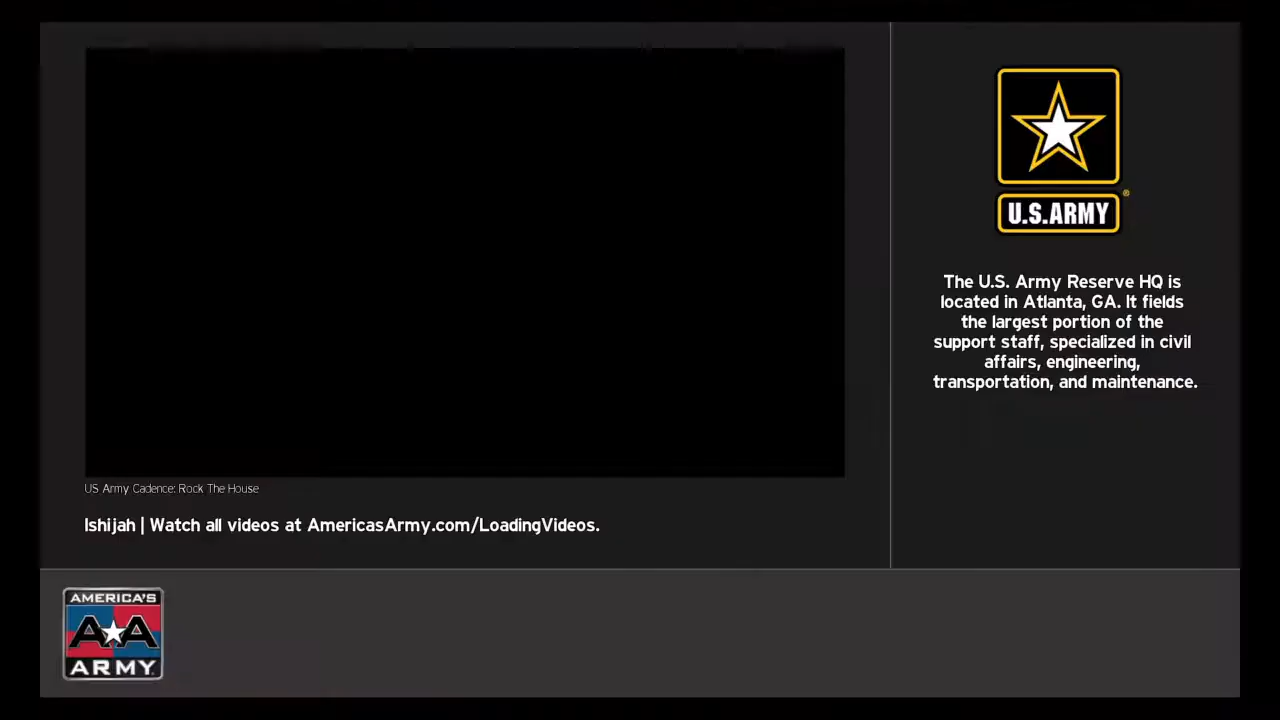 U.S.ARMY
®
The U.S. Army Reserve HQ is
located in Atlanta, GA. It fields
the largest portion of the
support staff, specialized in civil
affairs, engineering,
transportation, and maintenance.
US Army Cadence: Rock The House
Ishijah | Watch all videos at AmericasArmy.com/LoadingVideos.
AMERICA'S
AA
ARMY